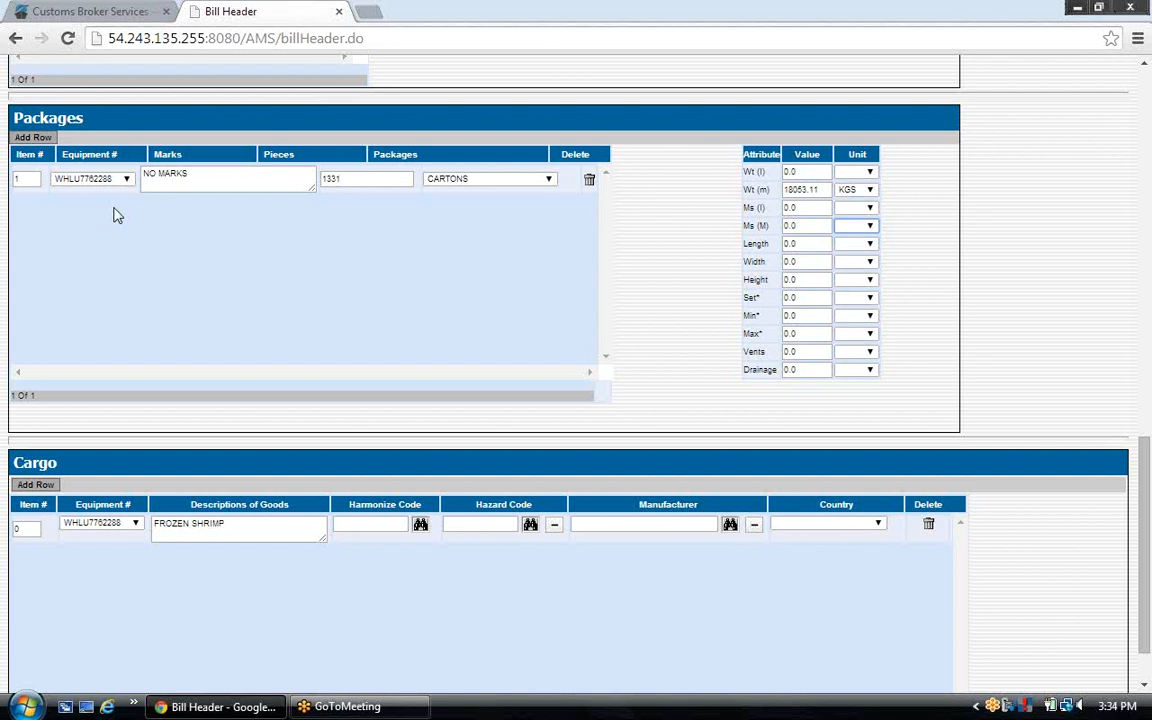 Customs Broker Services
Bill Header
54.243.135.255:8080/AMS/billHeader.do
1 Of 1
Packages
Add Row
Item # Equipment # Marks Pieces Packages Delete
1 WHLU7762288 NO MARKS 1331 CARTONS
1 Of 1
Attribute Value Unit
Wt (I) 0.0
Wt (m) 18053.11 KGS
Ms (I) 0.0
Ms (M) 0.0
Length 0.0
Width 0.0
Height 0.0
Set* 0.0
Min* 0.0
Max* 0.0
Vents 0.0
Drainage 0.0
Cargo
Add Row
Item # Equipment # Descriptions of Goods Harmonize Code Hazard Code Manufacturer Country Delete
0 WHLU7762288 FROZEN SHRIMP
Bill Header - Google...
GoToMeeting
3:34 PM